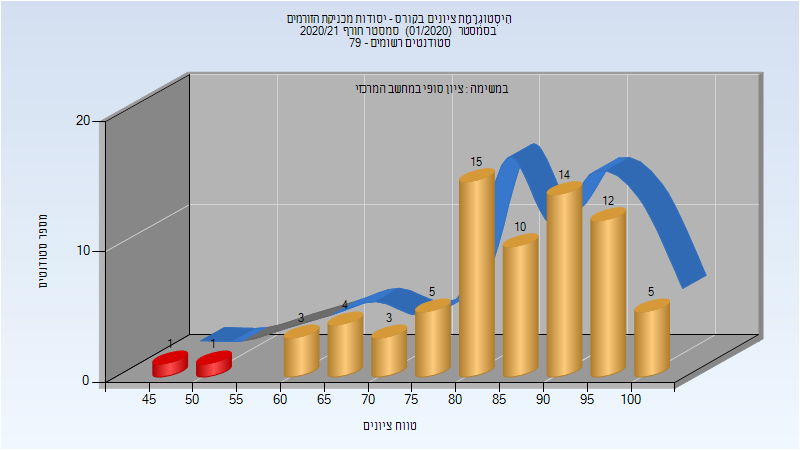 היסטוגרמת ציונים בקורס - יסודות מכניקת הזורמים
בסמסטר (01/2020) סמסטר חורף 2020/21
סטודנטים רשומים - 79
במשימה : ציון סופי במחשב המרכזי
מספר סטודנטים
20
10
0
1
1
3
4
3
5
15
10
14
12
5
45 50 55 60 65 70 75 80 85 90 95 100
טווח ציונים